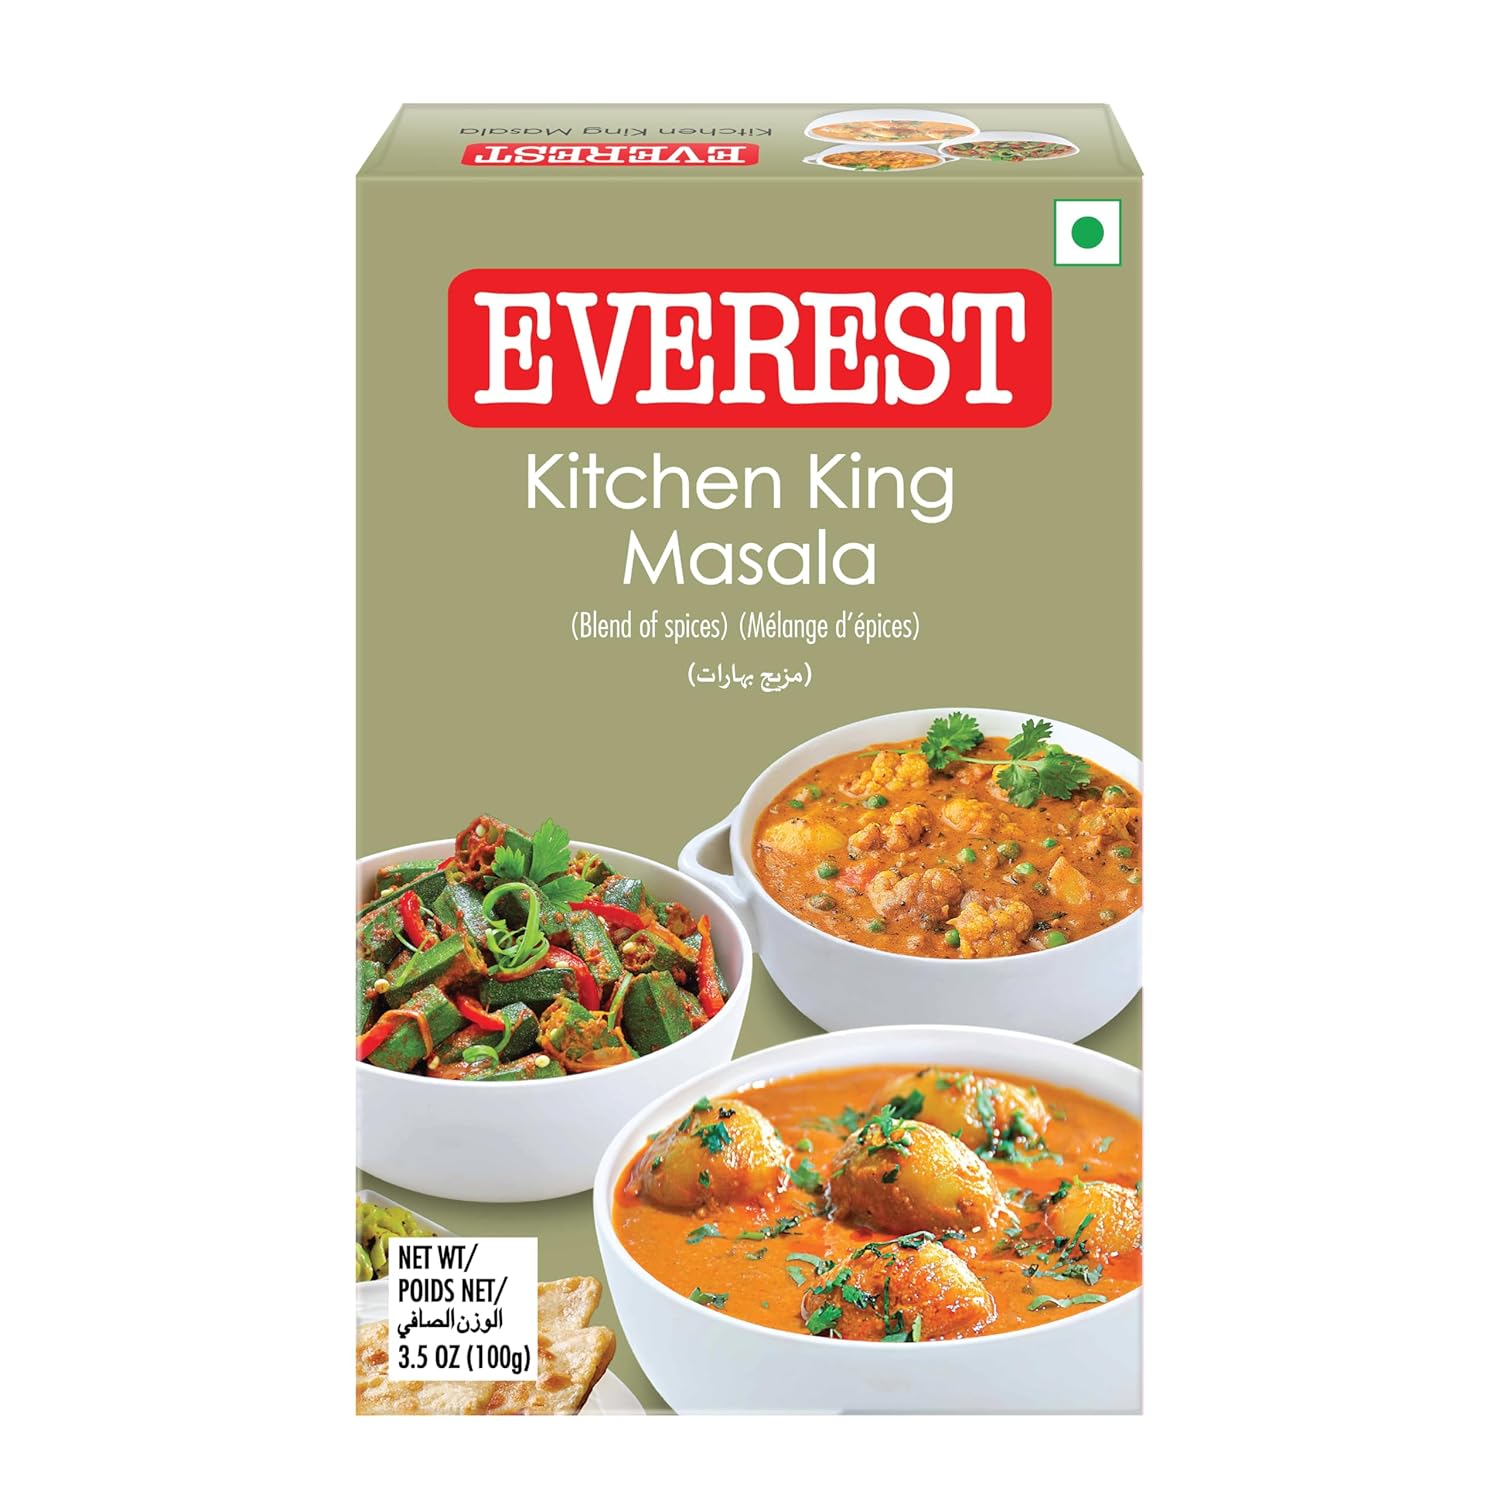 Kitchen King Masala
EVEREST
EVEREST
Kitchen King
Masala
(Blend of spices) (Mélange d'épices)
(مزيج بهارات)
NET WT/
POIDS NET/
الوزن الصافي
3.5 OZ (100g)